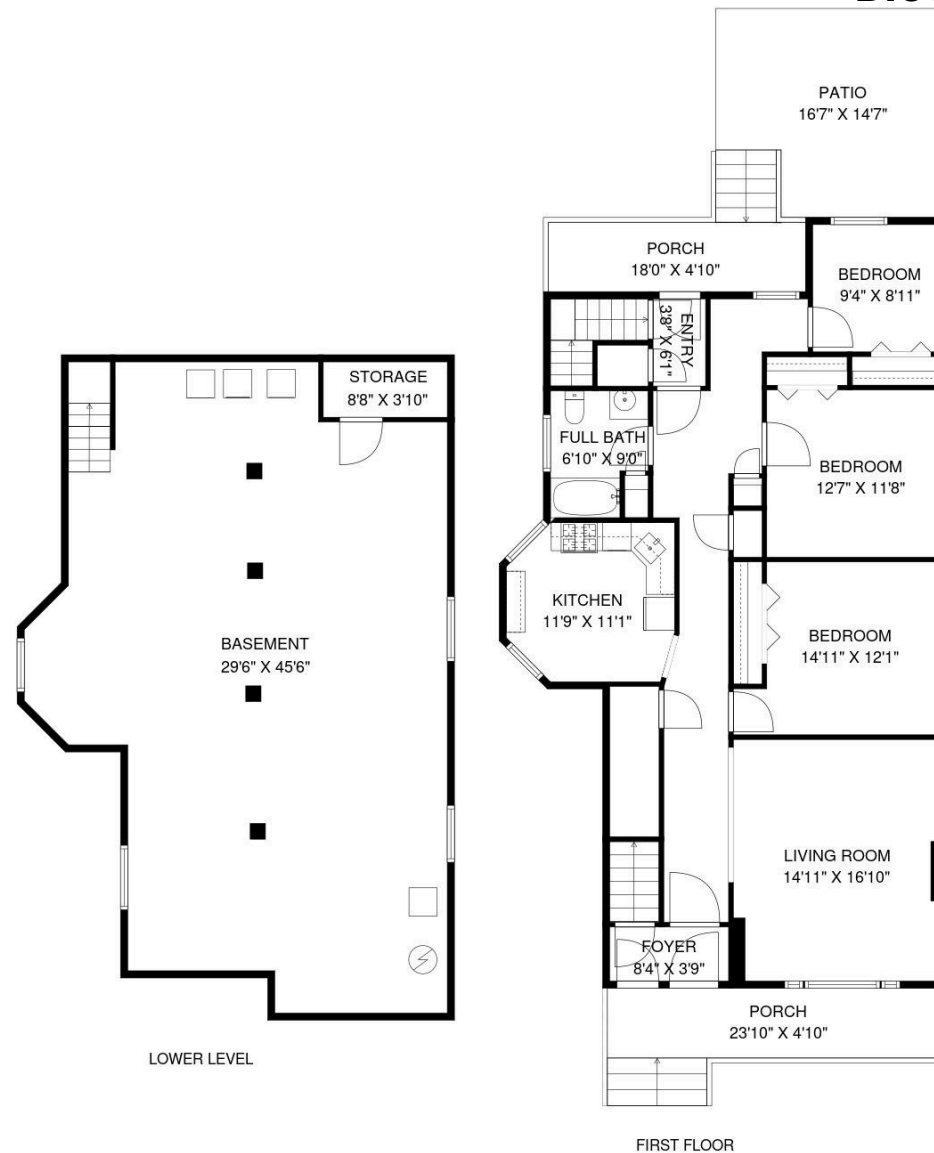 PATIO
16'7" X 14'7"
PORCH
18'0" X 4'10"
BEDROOM
9'4" X 8'11"
ENTRY
3'8" X 6'1"
STORAGE
8'8" X 3'10"
FULL BATH
6'10" X 9'0"
BEDROOM
12'7" X 11'8"
KITCHEN
11'9" X 11'1"
BASEMENT
29'6" X 45'6"
BEDROOM
14'11" X 12'1"
LIVING ROOM
14'11" X 16'10"
FOYER
8'4" X 3'9"
PORCH
23'10" X 4'10"
LOWER LEVEL
FIRST FLOOR